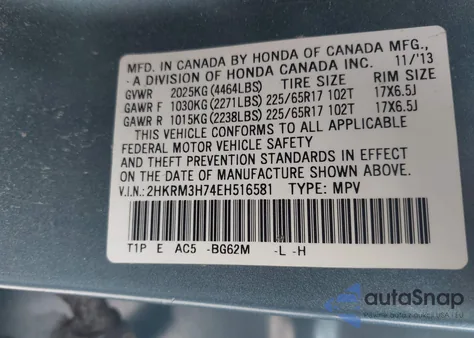 MFD. IN CANADA BY HONDA OF CANADA MFG.,
-A DIVISION OF HONDA CANADA INC. 11/'13
GVWR 2025KG(4464LBS) TIRE SIZE RIM SIZE
GAWR F 1030KG(2271LBS) 225/65R17 102T 17X6.5J
GAWR R 1015KG(2238LBS) 225/65R17 102T 17X6.5J
THIS VEHICLE CONFORMS TO ALL APPLICABLE
FEDERAL MOTOR VEHICLE SAFETY
AND THEFT PREVENTION STANDARDS IN EFFECT
ON THE DATE OF MANUFACTURE SHOWN ABOVE.
V.I.N.: 2HKRM3H74EH516581 TYPE: MPV
T1P E AC5 -BG62M -L -H
autoSnap